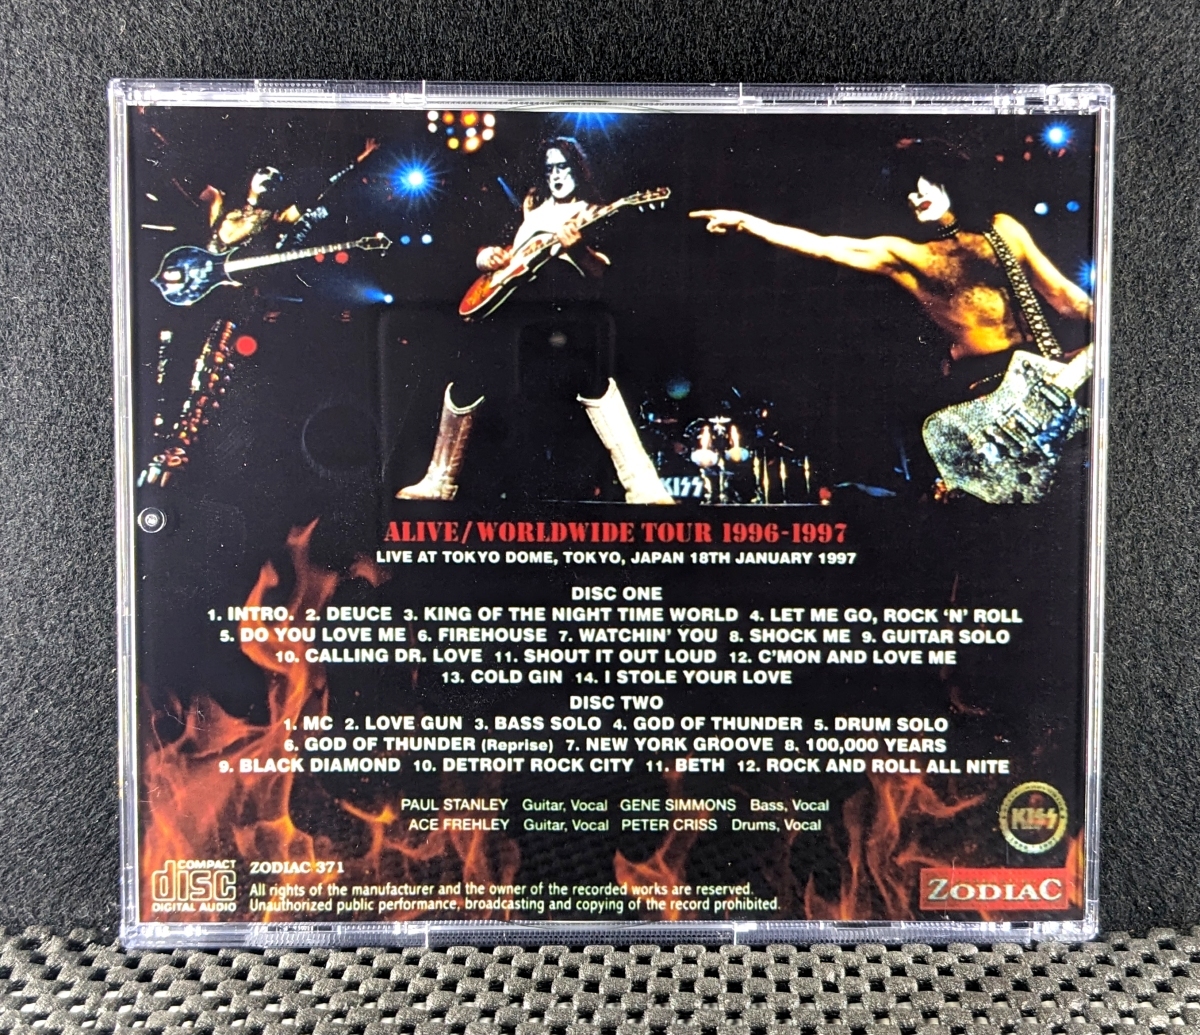 KISS
ALIVE/WORLDWIDE TOUR 1996-1997
LIVE AT TOKYO DOME, TOKYO, JAPAN 18TH JANUARY 1997
DISC ONE
1. INTRO. 2. DEUCE 3. KING OF THE NIGHT TIME WORLD 4. LET ME GO, ROCK 'N' ROLL
5. DO YOU LOVE ME 6. FIREHOUSE 7. WATCHIN' YOU 8. SHOCK ME 9. GUITAR SOLO
10. CALLING DR. LOVE 11. SHOUT IT OUT LOUD 12. C'MON AND LOVE ME
13. COLD GIN 14. I STOLE YOUR LOVE
DISC TWO
1. MC 2. LOVE GUN 3. BASS SOLO 4. GOD OF THUNDER 5. DRUM SOLO
6. GOD OF THUNDER (Reprise) 7. NEW YORK GROOVE 8. 100,000 YEARS
9. BLACK DIAMOND 10. DETROIT ROCK CITY 11. BETH 12. ROCK AND ROLL ALL NITE
PAUL STANLEY Guitar, Vocal GENE SIMMONS Bass, Vocal
ACE FREHLEY Guitar, Vocal PETER CRISS Drums, Vocal
KISS
COMPACT
disc
DIGITAL AUDIO
ZODIAC 371
All rights of the manufacturer and the owner of the recorded works are reserved.
Unauthorized public performance, broadcasting and copying of the record prohibited.
ZODIAC